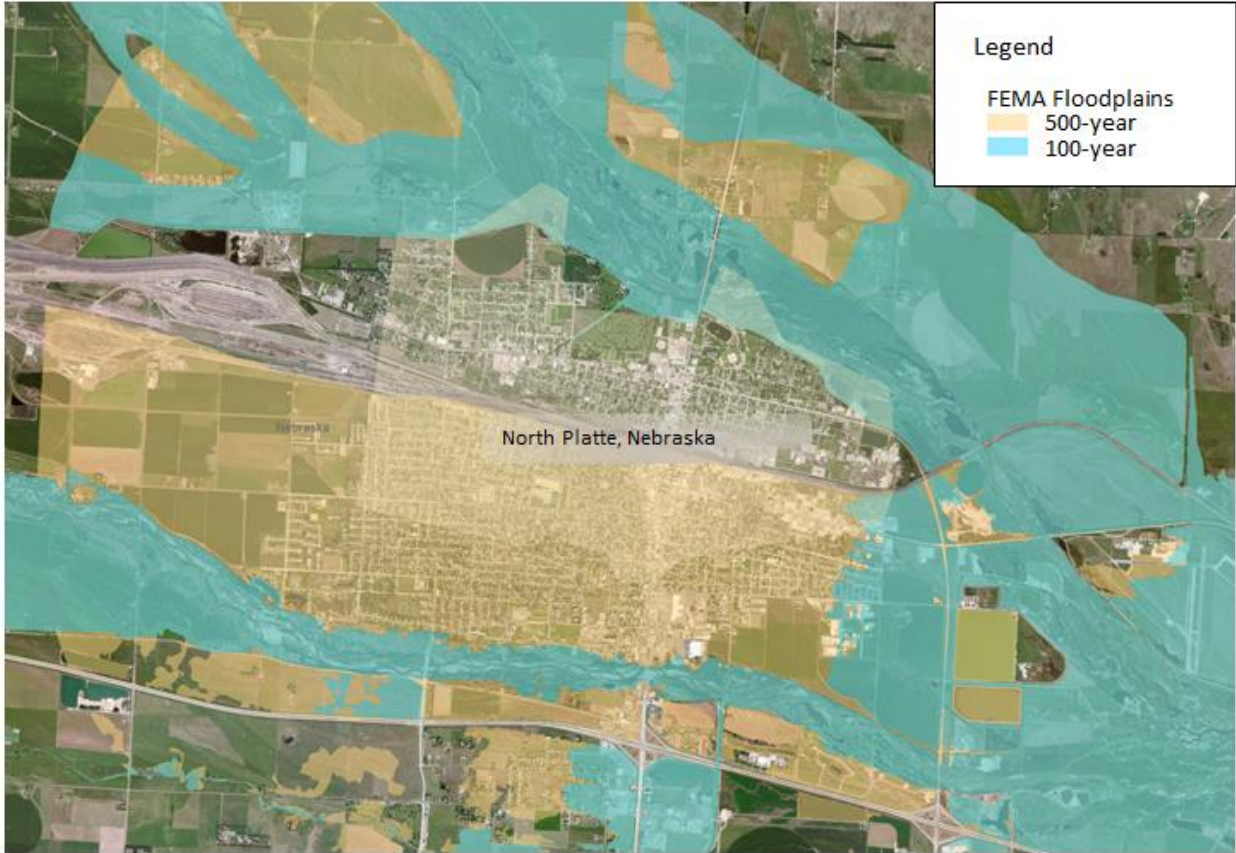 Legend
FEMA Floodplains
500-year
100-year
Nebraska
North Platte, Nebraska